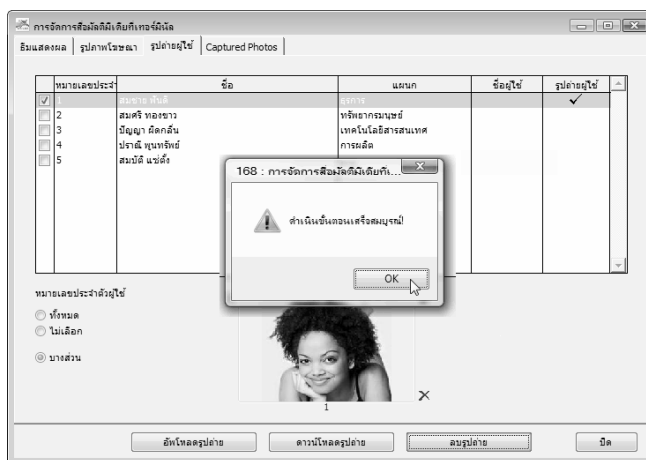 การจัดการสื่อมัลติมิเดียที่เทอร์มินัล
ธีมแสดงผล รูปภาพโฆษณา รูปถ่ายผู้ใช้ Captured Photos
หมายเลขประจำ ชื่อ แผนก ชื่อผู้ใช้ รูปถ่ายผู้ใช้
1 สมชาย ธุรการ
2 สมศรี ทองขาว ทรัพยากรมนุษย์
3 ปัญญา ผิดกลั่น เทคโนโลยีสารสนเทศ
4 ปราณี พูนทรัพย์ การผลิต
5 สมบัติ แซ่ตั้ง
168 : การจัดการสื่อมัลติมิเดียที่เ...
ดำเนินขั้นตอนเสร็จสมบูรณ์!
OK
หมายเลขประจำตัวผู้ใช้
ทั้งหมด
ไม่เลือก
บางส่วน
1
อัพโหลดรูปถ่าย ดาวน์โหลดรูปถ่าย ลบรูปถ่าย ปิด